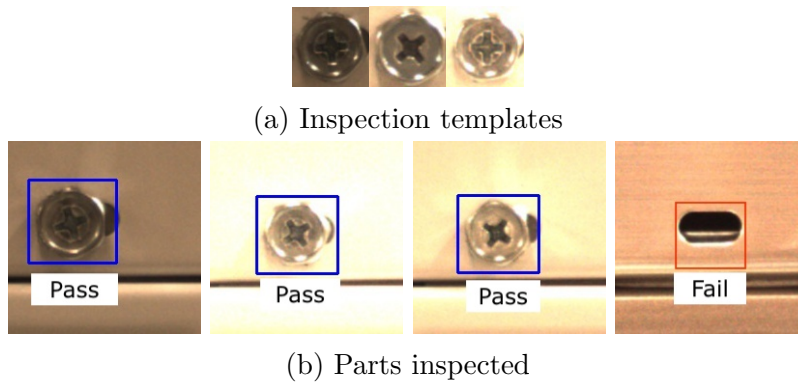 (a) Inspection templates
Pass
Pass
Pass
Fail
(b) Parts inspected